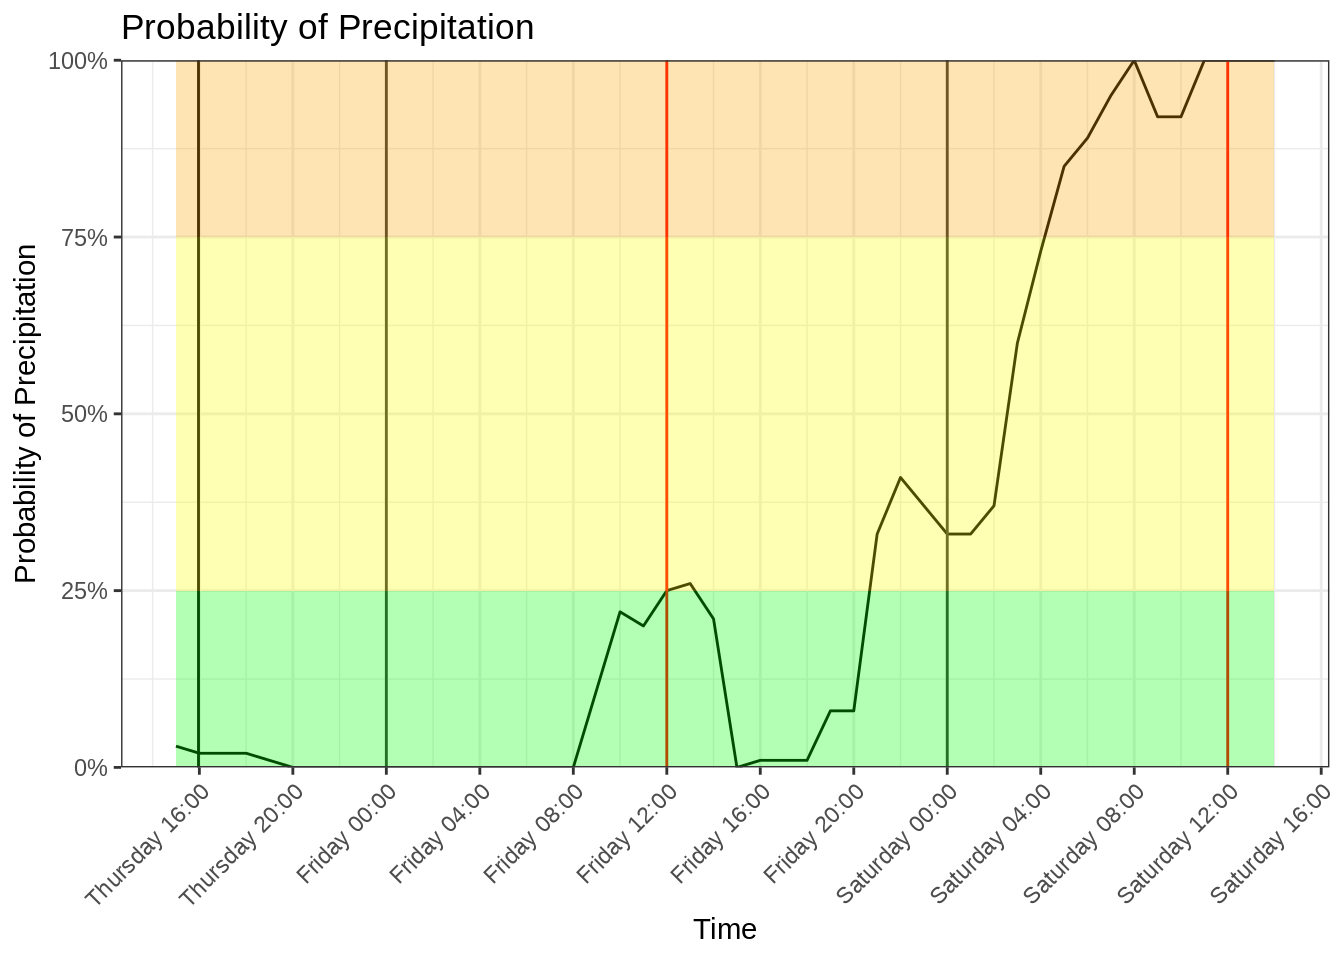 Probability of Precipitation
100%
75%
50%
25%
0%
Probability of Precipitation
Thursday 16:00
Thursday 20:00
Friday 00:00
Friday 04:00
Friday 08:00
Friday 12:00
Friday 16:00
Friday 20:00
Saturday 00:00
Saturday 04:00
Saturday 08:00
Saturday 12:00
Saturday 16:00
Time